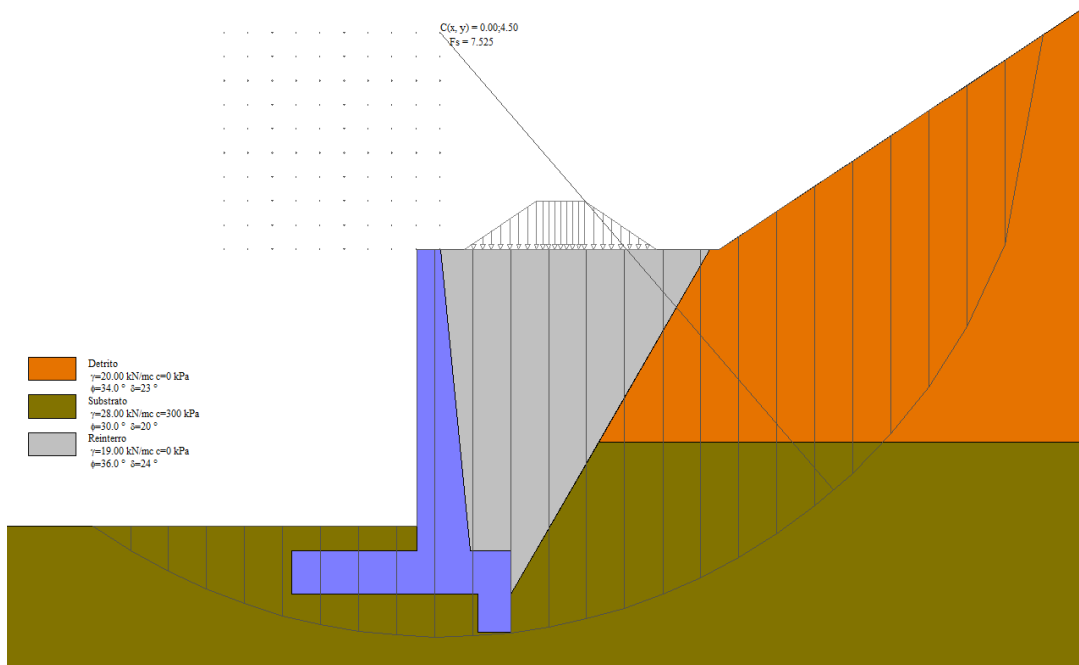 C(x, y) = 0.00;4.50
Fs = 7.525
Detrito
γ=20.00 kN/mc c=0 kPa
ϕ=34.0 ° δ=23 °
Substrato
γ=28.00 kN/mc c=300 kPa
ϕ=30.0 ° δ=20 °
Reinterro
γ=19.00 kN/mc c=0 kPa
ϕ=36.0 ° δ=24 °